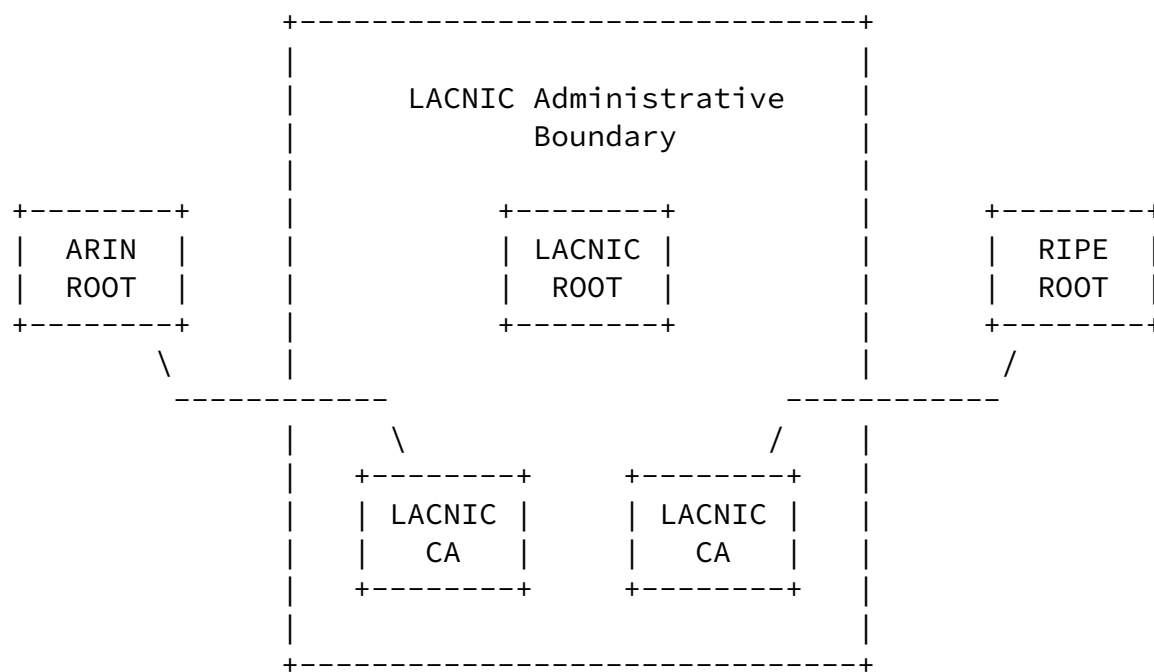 LACNIC Administrative
Boundary
ARIN
ROOT
LACNIC
ROOT
RIPE
ROOT
LACNIC
CA
LACNIC
CA